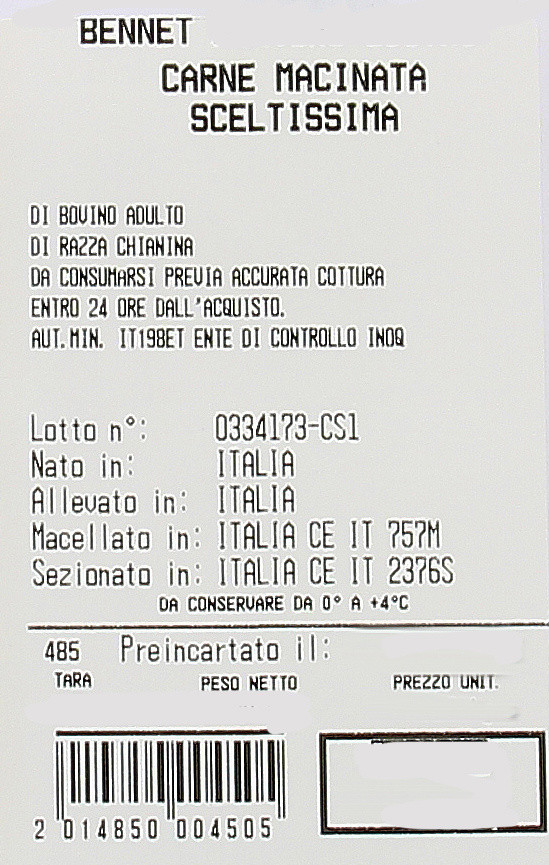 BENNET
CARNE MACINATA
SCELTISSIMA
DI BOVINO ADULTO
DI RAZZA CHIANINA
DA CONSUMARSI PREVIA ACCURATA COTTURA
ENTRO 24 ORE DALL'ACQUISTO.
AUT.MIN. IT198ET ENTE DI CONTROLLO INOQ
Lotto n°: 0334173-CS1
Nato in: ITALIA
Allevato in: ITALIA
Macellato in: ITALIA CE IT 757M
Sezionato in: ITALIA CE IT 2376S
DA CONSERVARE DA 0° A +4°C
485 Preincartato il:
TARA PESO NETTO PREZZO UNIT.
2 014850 004505